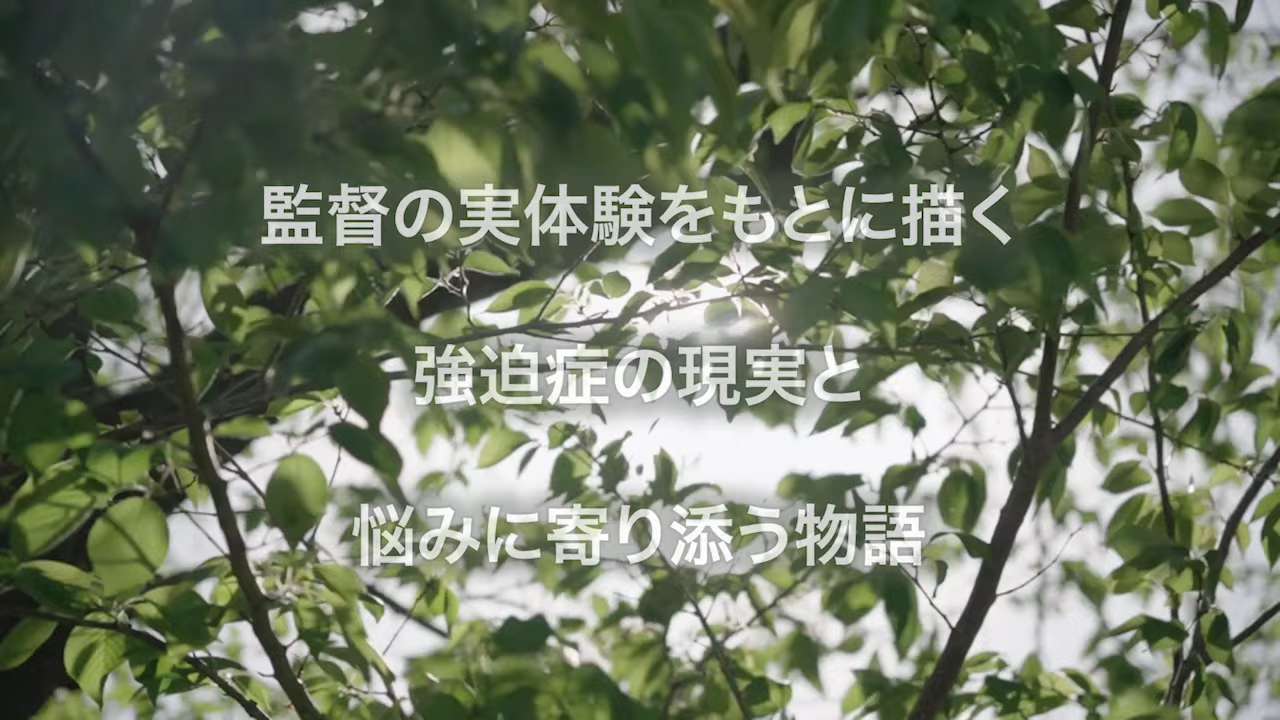 監督の実体験をもとに描く
強迫症の現実と
悩みに寄り添う物語